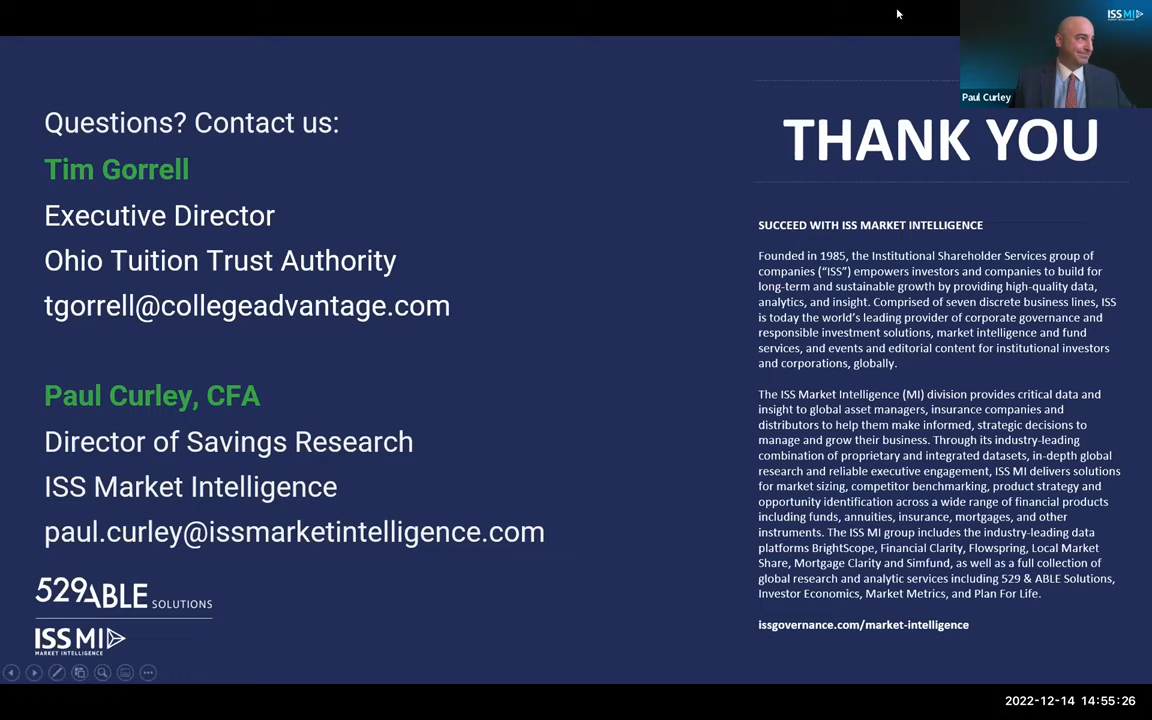 ISS MI
Paul Curley
Questions? Contact us:
Tim Gorrell
Executive Director
Ohio Tuition Trust Authority
tgorrell@collegeadvantage.com
Paul Curley, CFA
Director of Savings Research
ISS Market Intelligence
paul.curley@issmarketintelligence.com
529ABLE SOLUTIONS
ISS MI
MARKET INTELLIGENCE
THANK YOU
SUCCEED WITH ISS MARKET INTELLIGENCE
Founded in 1985, the Institutional Shareholder Services group of
companies (“ISS”) empowers investors and companies to build for
long-term and sustainable growth by providing high-quality data,
analytics, and insight. Comprised of seven discrete business lines, ISS
is today the world’s leading provider of corporate governance and
responsible investment solutions, market intelligence and fund
services, and events and editorial content for institutional investors
and corporations, globally.
The ISS Market Intelligence (MI) division provides critical data and
insight to global asset managers, insurance companies and
distributors to help them make informed, strategic decisions to
manage and grow their business. Through its industry-leading
combination of proprietary and integrated datasets, in-depth global
research and reliable executive engagement, ISS MI delivers solutions
for market sizing, competitor benchmarking, product strategy and
opportunity identification across a wide range of financial products
including funds, annuities, insurance, mortgages, and other
instruments. The ISS MI group includes the industry-leading data
platforms BrightScope, Financial Clarity, Flowspring, Local Market
Share, Mortgage Clarity and Simfund, as well as a full collection of
global research and analytic services including 529 & ABLE Solutions,
Investor Economics, Market Metrics, and Plan For Life.
issgovernance.com/market-intelligence
2022-12-14 14:55:26